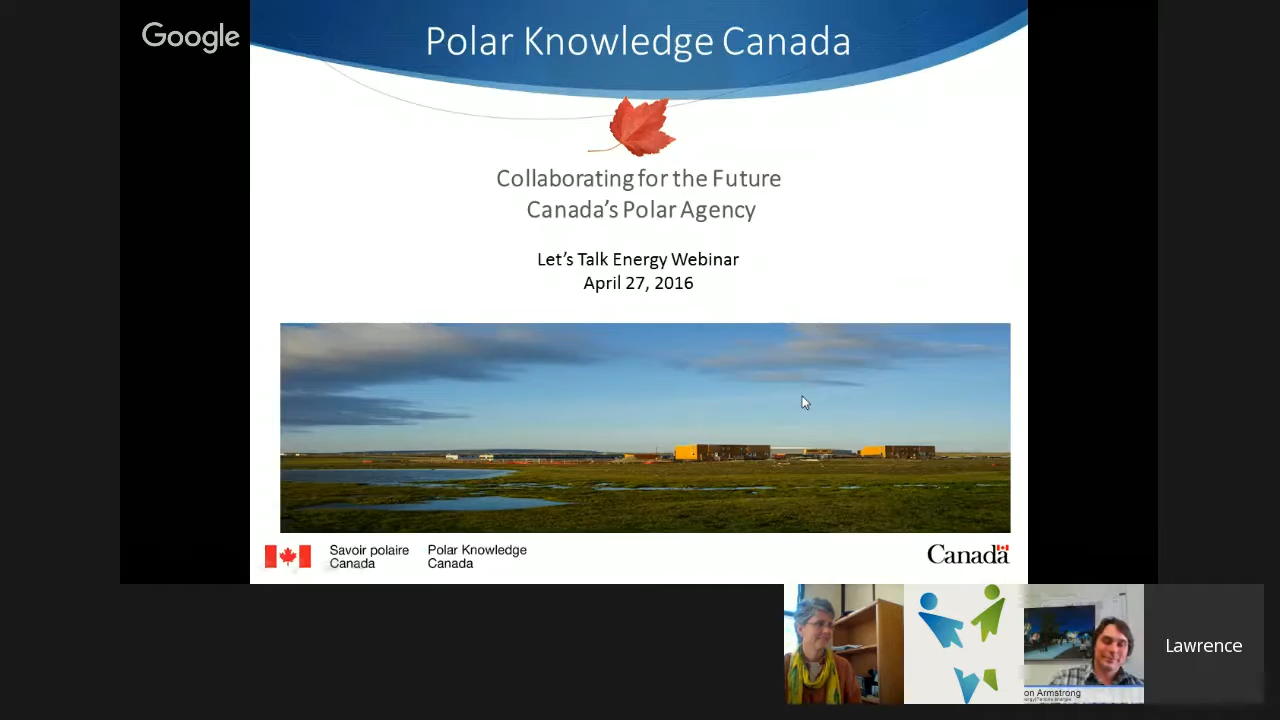 Google
Polar Knowledge Canada
Collaborating for the Future
Canada's Polar Agency
Let's Talk Energy Webinar
April 27, 2016
Savoir polaire
Canada
Polar Knowledge
Canada
Canada
on Armstrong
Lawrence